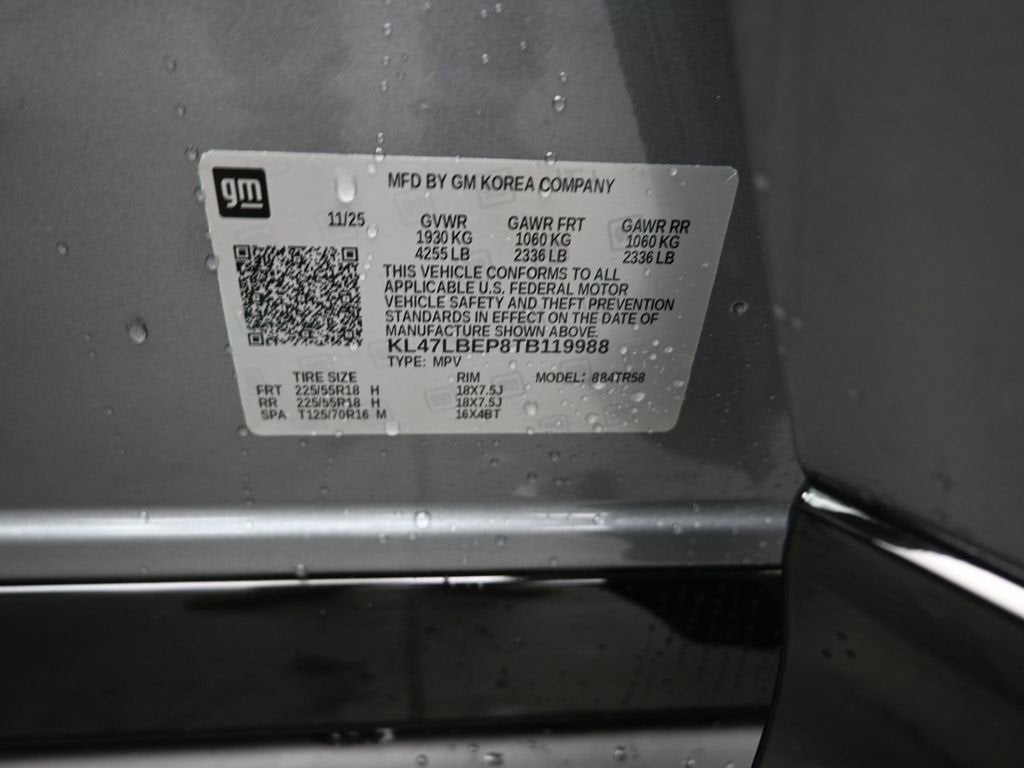 gm
MFD BY GM KOREA COMPANY
11/25
GVWR GAWR FRT GAWR RR
1930 KG 1060 KG 1060 KG
4255 LB 2336 LB 2336 LB
THIS VEHICLE CONFORMS TO ALL
APPLICABLE U.S. FEDERAL MOTOR
VEHICLE SAFETY AND THEFT PREVENTION
STANDARDS IN EFFECT ON THE DATE OF
MANUFACTURE SHOWN ABOVE.
KL47LBEP8TB119988
TYPE: MPV
TIRE SIZE RIM MODEL: 884TR58
FRT 225/55R18 H 18X7.5J
RR 225/55R18 H 18X7.5J
SPA T125/70R16 M 16X4BT